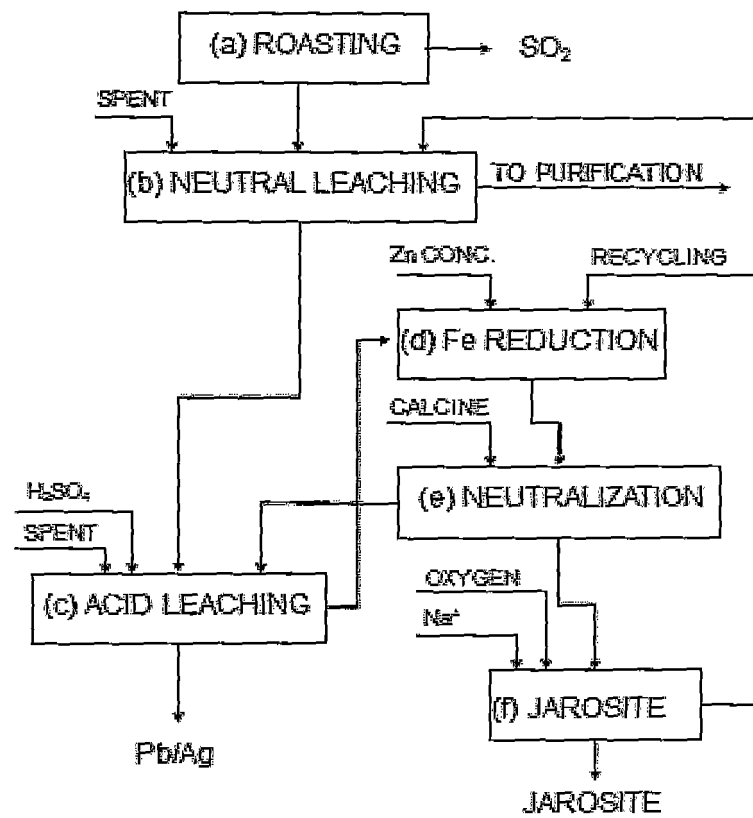 (a) ROASTING
SO₂
SPENT
(b) NEUTRAL LEACHING
TO PURIFICATION
Zn CONC.
RECYCLING
(d) Fe REDUCTION
CALCINE
(e) NEUTRALIZATION
H₂SO₄
SPENT
(c) ACID LEACHING
OXYGEN
Na⁺
(f) JAROSITE
Pb/Ag
JAROSITE